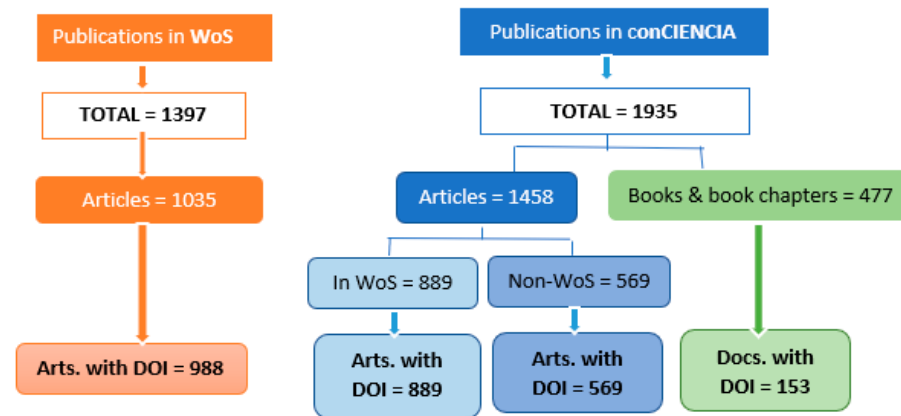 Publications in WoS
TOTAL = 1397
Articles = 1035
Arts. with DOI = 988
Publications in conCIENCIA
TOTAL = 1935
Articles = 1458
Books & book chapters = 477
In WoS = 889
Non-WoS = 569
Arts. with
DOI = 889
Arts. with
DOI = 569
Docs. with
DOI = 153